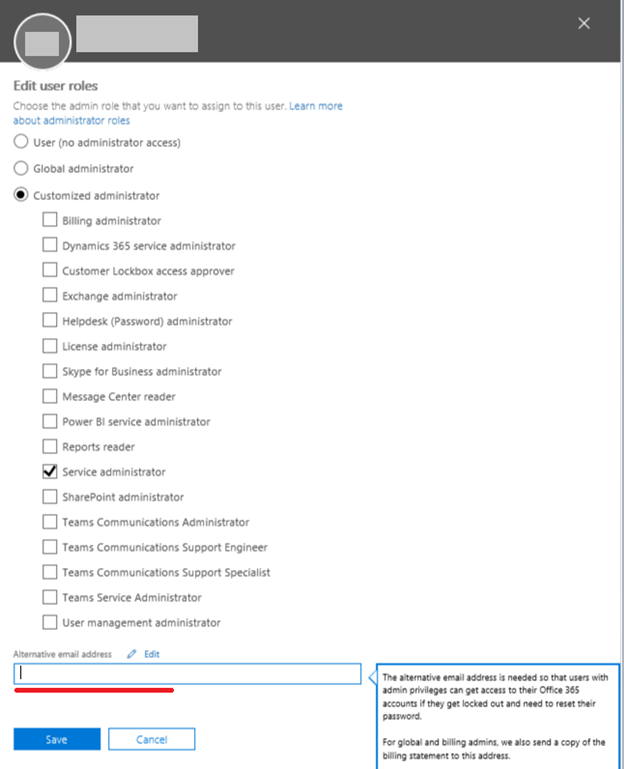 Edit user roles
Choose the admin role that you want to assign to this user. Learn more
about administrator roles
User (no administrator access)
Global administrator
Customized administrator
Billing administrator
Dynamics 365 service administrator
Customer Lockbox access approver
Exchange administrator
Helpdesk (Password) administrator
License administrator
Skype for Business administrator
Message Center reader
Power BI service administrator
Reports reader
Service administrator
SharePoint administrator
Teams Communications Administrator
Teams Communications Support Engineer
Teams Communications Support Specialist
Teams Service Administrator
User management administrator
Alternative email address Edit
The alternative email address is needed so that users with
admin privileges can get access to their Office 365
accounts if they get locked out and need to reset their
password.
For global and billing admins, we also send a copy of the
billing statement to this address.
Save Cancel